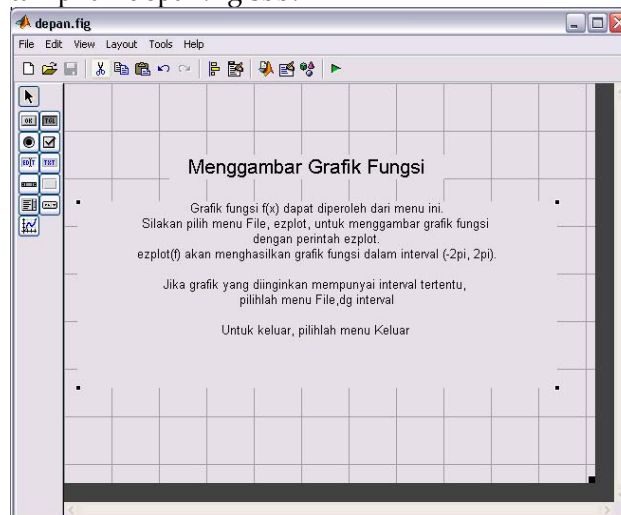 depan.fig
File Edit View Layout Tools Help
OK TGL
EDIT TXT
Menggambar Grafik Fungsi
Grafik fungsi f(x) dapat diperoleh dari menu ini.
Silakan pilih menu File, ezplot, untuk menggambar grafik fungsi
dengan perintah ezplot.
ezplot(f) akan menghasilkan grafik fungsi dalam interval (-2pi, 2pi).
Jika grafik yang diinginkan mempunyai interval tertentu,
pilihlah menu File,dg interval
Untuk keluar, pilihlah menu Keluar